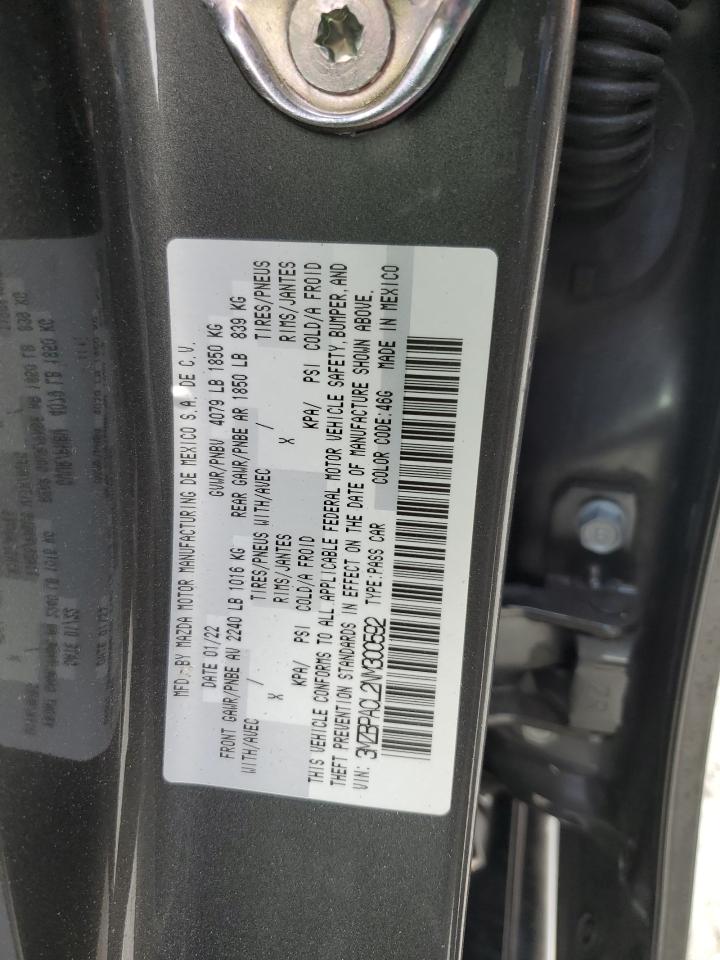 MFD. BY MAZDA MOTOR MANUFACTURING DE MEXICO S.A. DE C.V.
DATE 01/22 GVWR/PNBV 4079 LB 1850 KG
FRONT GAWR/PNBE AV 2240 LB 1016 KG REAR GAWR/PNBE AR 1850 LB 839 KG
WITH/AVEC / TIRES/PNEUS WITH/AVEC / TIRES/PNEUS
X RIMS/JANTES X RIMS/JANTES
KPA/ PSI COLD/A FROID KPA/ PSI COLD/A FROID
THIS VEHICLE CONFORMS TO ALL APPLICABLE FEDERAL MOTOR VEHICLE SAFETY, BUMPER, AND
THEFT PREVENTION STANDARDS IN EFFECT ON THE DATE OF MANUFACTURE SHOWN ABOVE.
VIN: 3MZBPACL2NM300592 TYPE:PASS CAR COLOR CODE:46G MADE IN MEXICO